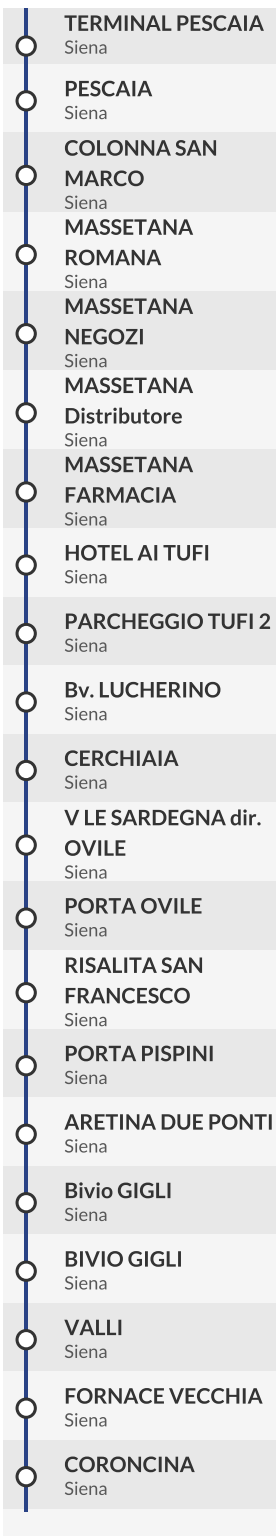 TERMINAL PESCAIA
Siena
PESCAIA
Siena
COLONNA SAN
MARCO
Siena
MASSETANA
ROMANA
Siena
MASSETANA
NEGOZI
Siena
MASSETANA
Distributore
Siena
MASSETANA
FARMACIA
Siena
HOTEL AI TUFI
Siena
PARCHEGGIO TUFI 2
Siena
Bv. LUCHERINO
Siena
CERCHIAIA
Siena
V LE SARDEGNA dir.
OVILE
Siena
PORTA OVILE
Siena
RISALITA SAN
FRANCESCO
Siena
PORTA PISPINI
Siena
ARETINA DUE PONTI
Siena
Bivio GIGLI
Siena
BIVIO GIGLI
Siena
VALLI
Siena
FORNACE VECCHIA
Siena
CORONCINA
Siena